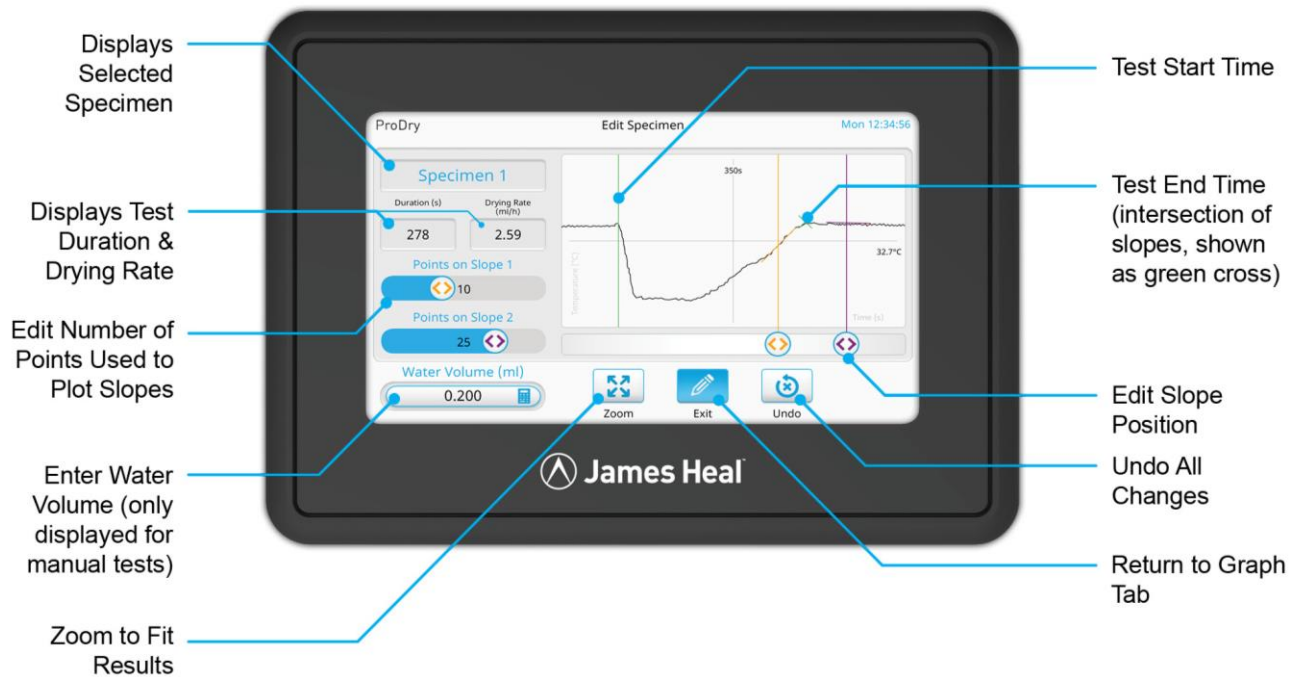 Displays
Selected
Specimen
Displays Test
Duration &
Drying Rate
Edit Number of
Points Used to
Plot Slopes
Enter Water
Volume (only
displayed for
manual tests)
Zoom to Fit
Results
ProDry
Edit Specimen
Mon 12:34:56
Specimen 1
Duration (s)
Drying Rate
(ml/h)
278
2.59
Points on Slope 1
10
Points on Slope 2
25
Water Volume (ml)
0.200
350s
32.7°C
Temperature (°C)
Time (s)
Zoom
Exit
Undo
James Heal
Test Start Time
Test End Time
(intersection of
slopes, shown
as green cross)
Edit Slope
Position
Undo All
Changes
Return to Graph
Tab